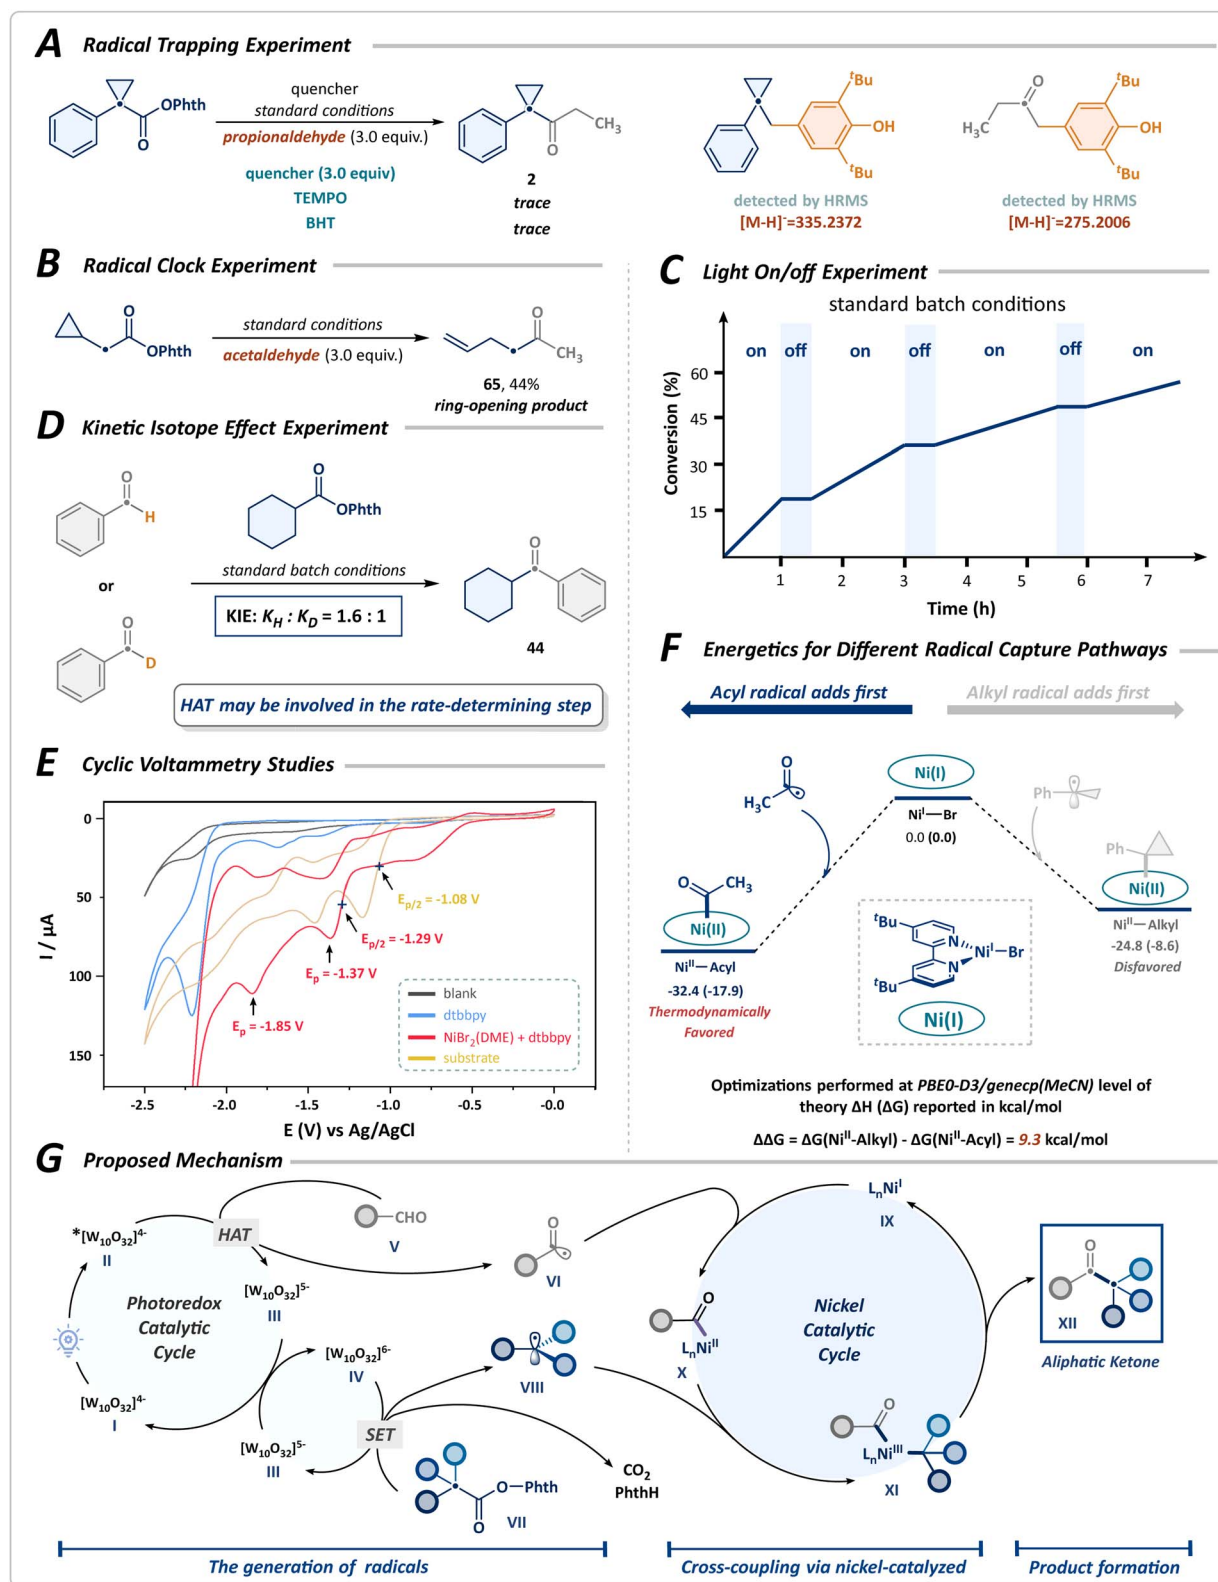 A Radical Trapping Experiment
OPhth
O
quencher
standard conditions
propionaldehyde (3.0 equiv.)
quencher (3.0 equiv)
TEMPO
BHT
CH3
O
2
trace
trace
tBu
OH
tBu
detected by HRMS
[M-H]-=335.2372
O
H3C
tBu
OH
tBu
detected by HRMS
[M-H]-=275.2006
B Radical Clock Experiment
O
OPhth
standard conditions
acetaldehyde (3.0 equiv.)
O
CH3
65, 44%
ring-opening product
C Light On/off Experiment
standard batch conditions
on off on off on off on
Conversion (%)
60
45
30
15
1 2 3 4 5 6 7
Time (h)
D Kinetic Isotope Effect Experiment
O
H
or
O
D
O
OPhth
standard batch conditions
KIE: KH : KD = 1.6 : 1
O
44
HAT may be involved in the rate-determining step
E Cyclic Voltammetry Studies
I / µA
0
50
100
150
Ep/2 = -1.08 V
Ep/2 = -1.29 V
Ep = -1.37 V
Ep = -1.85 V
blank
dtbbpy
NiBr2(DME) + dtbbpy
substrate
-2.5 -2.0 -1.5 -1.0 -0.5 -0.0
E (V) vs Ag/AgCl
F Energetics for Different Radical Capture Pathways
Acyl radical adds first
Alkyl radical adds first
O
H3C
Ni(I)
NiI—Br
0.0 (0.0)
Ph
O
CH3
Ni(II)
NiII—Acyl
-32.4 (-17.9)
Thermodynamically
Favored
Ph
Ni(II)
NiII—Alkyl
-24.8 (-8.6)
Disfavored
tBu
N
NiI—Br
N
tBu
Ni(I)
Optimizations performed at PBE0-D3/genecp(MeCN) level of
theory ΔH (ΔG) reported in kcal/mol
ΔΔG = ΔG(NiII-Alkyl) - ΔG(NiII-Acyl) = 9.3 kcal/mol
G Proposed Mechanism
*[W10O32]4-
II
HAT
CHO
V
[W10O32]5-
III
Photoredox
Catalytic
Cycle
[W10O32]4-
I
[W10O32]6-
IV
[W10O32]5-
III
SET
O
VI
VIII
O
O—Phth
VII
CO2
PhthH
LnNiI
IX
O
LnNiII
X
Nickel
Catalytic
Cycle
O
LnNiIII
XI
O
XII
Aliphatic Ketone
The generation of radicals
Cross-coupling via nickel-catalyzed
Product formation